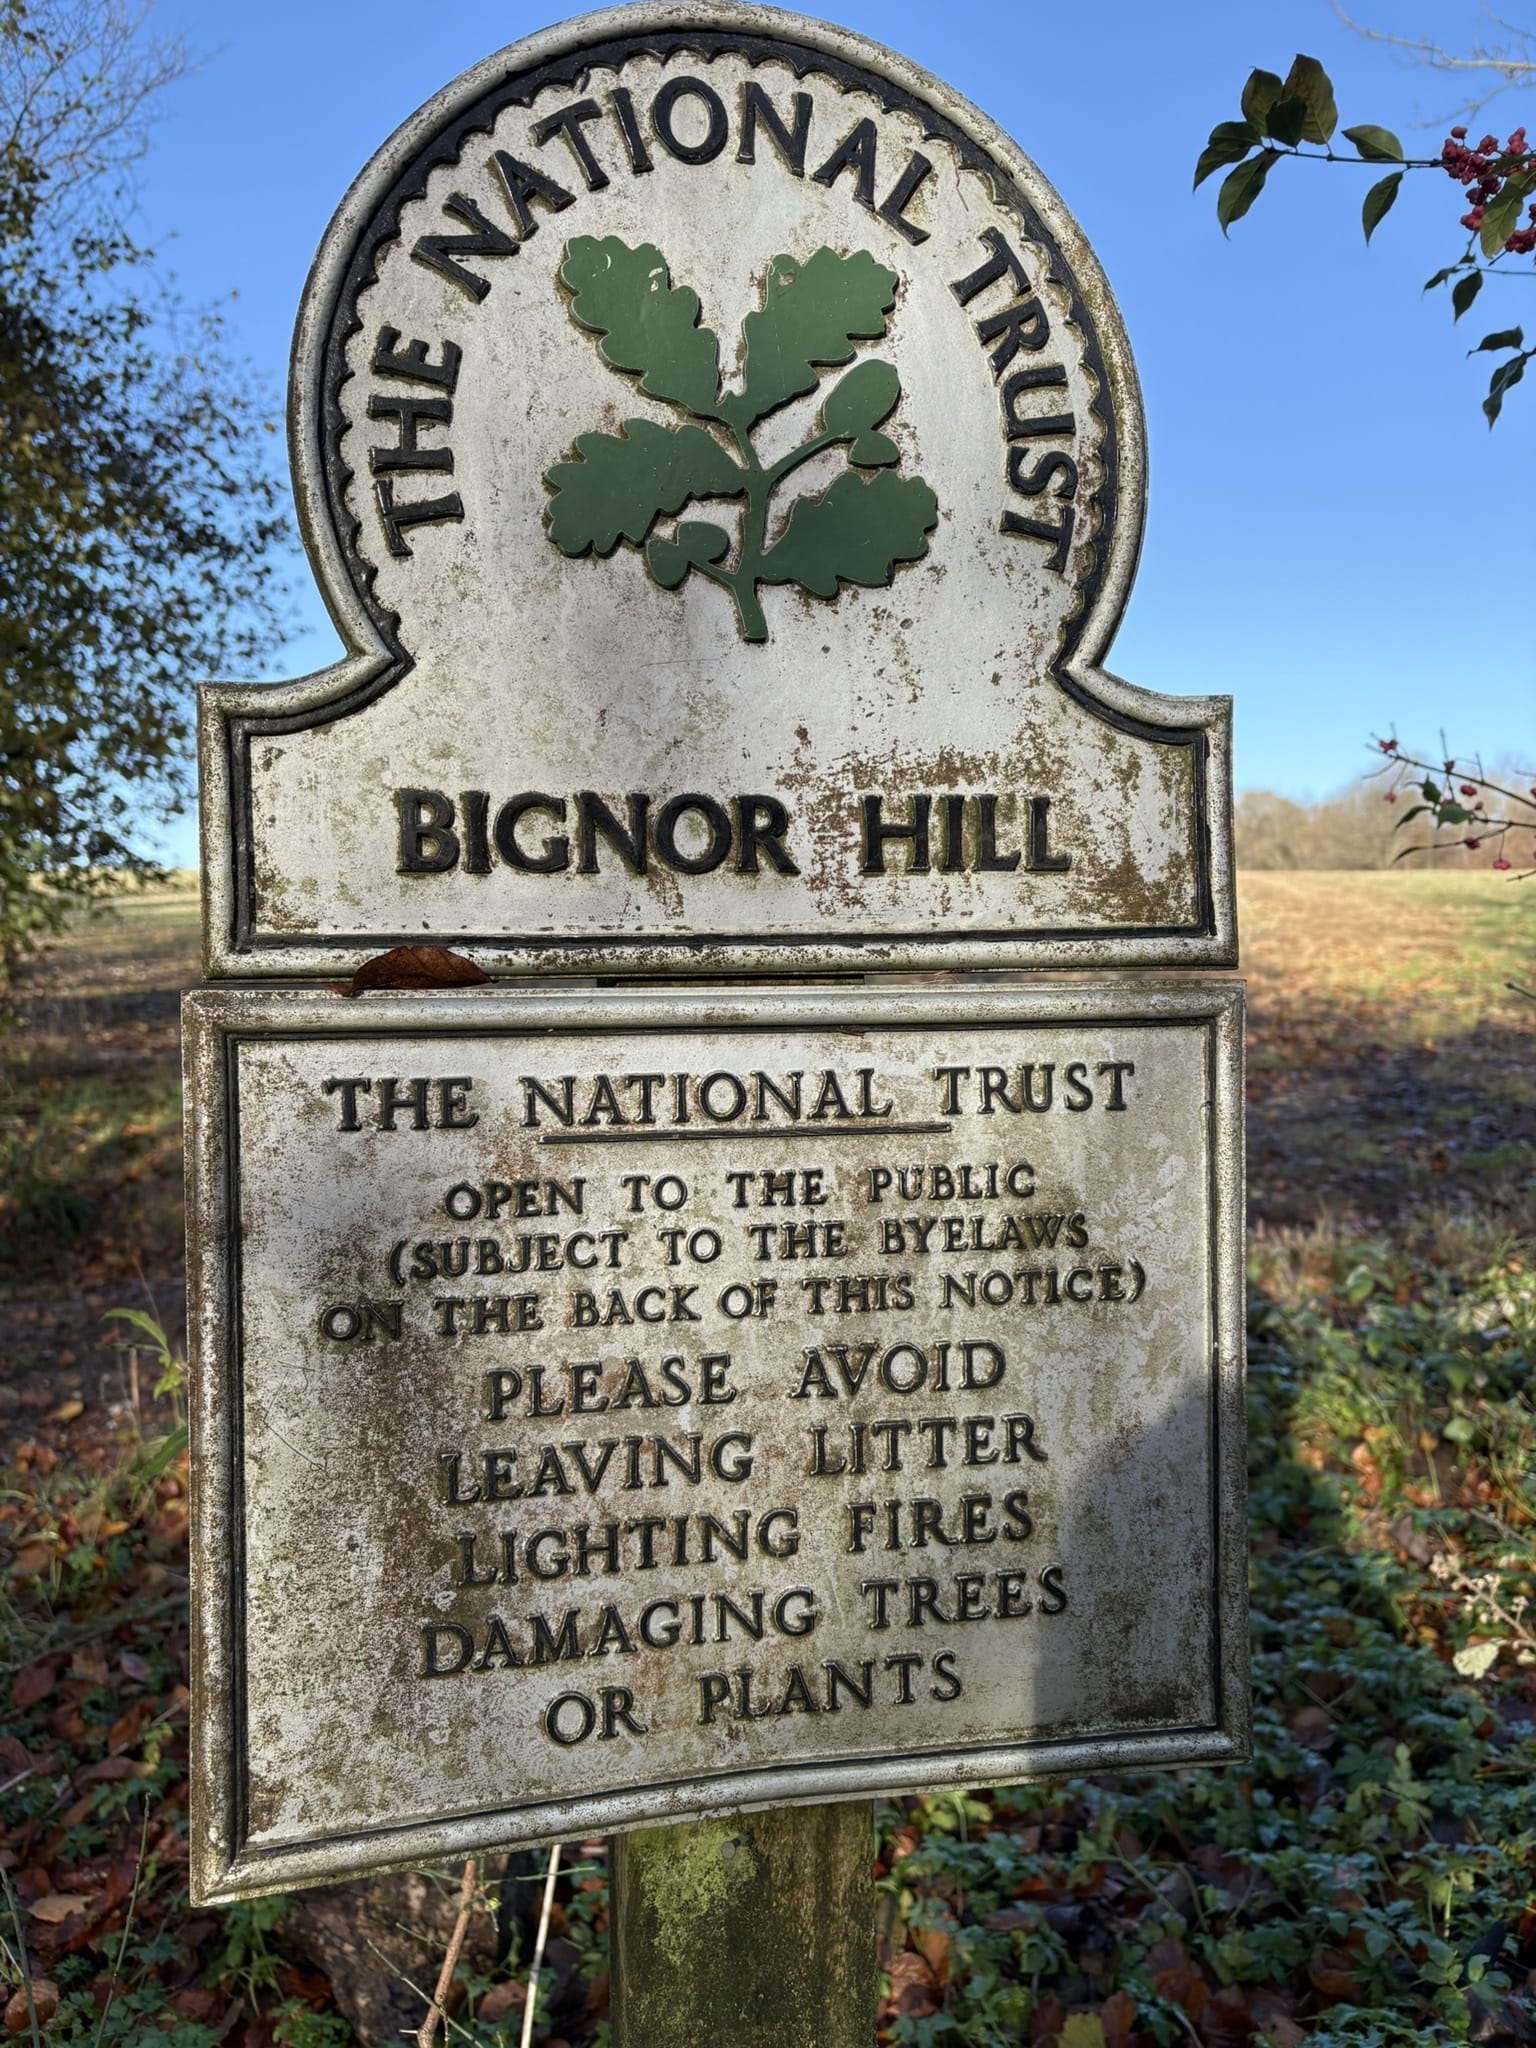 THE NATIONAL TRUST
BIGNOR HILL
THE NATIONAL TRUST
OPEN TO THE PUBLIC
(SUBJECT TO THE BYELAWS
ON THE BACK OF THIS NOTICE)
PLEASE AVOID
LEAVING LITTER
LIGHTING FIRES
DAMAGING TREES
OR PLANTS